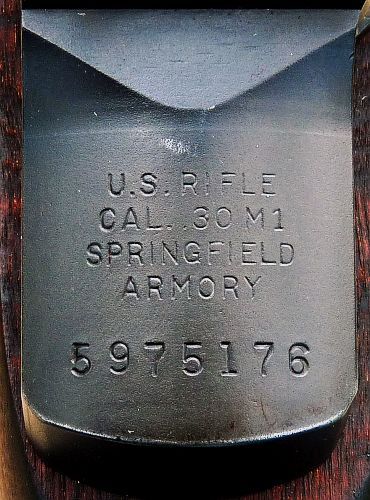 U.S. RIFLE
CAL. .30 M1
SPRINGFIELD
ARMORY
5975176